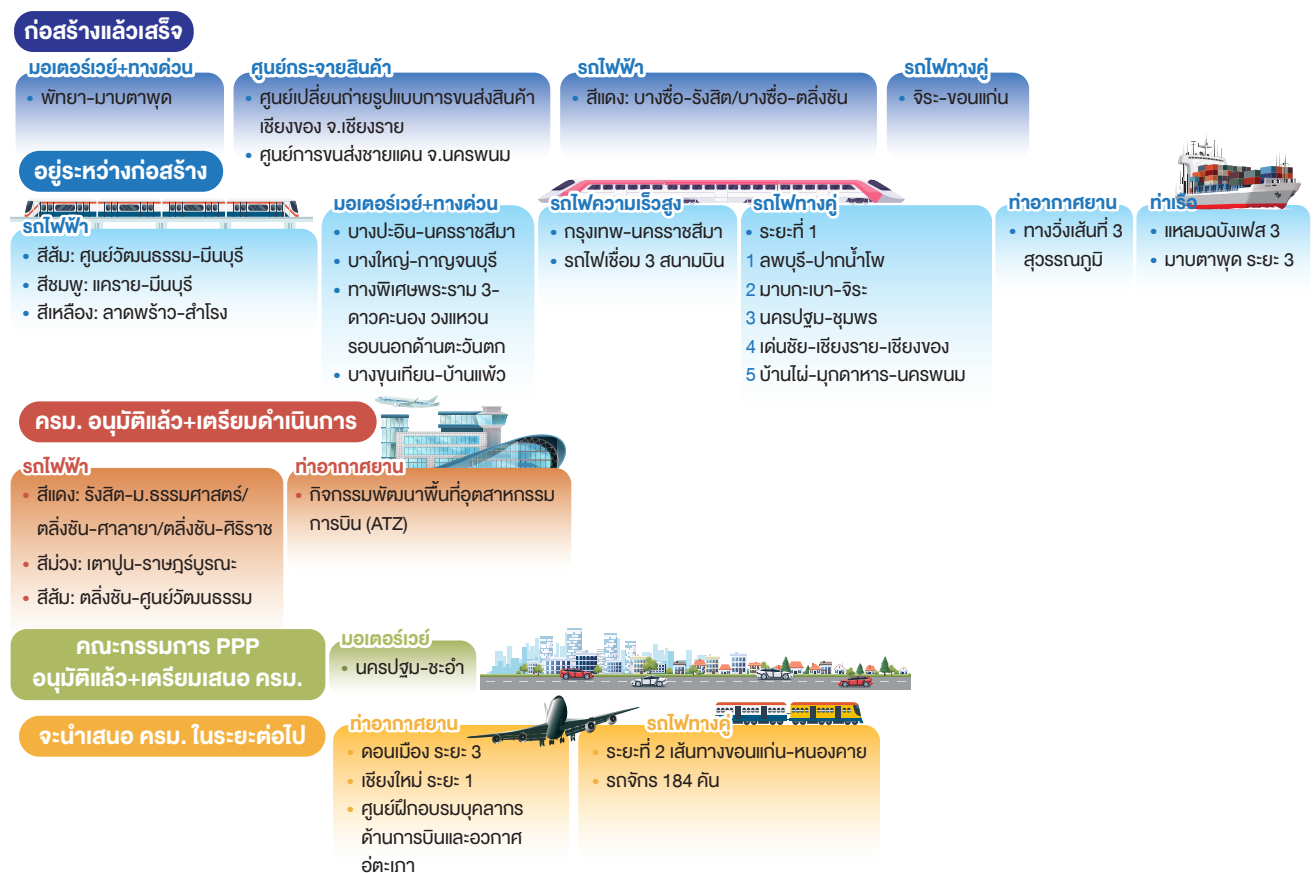 ก่อสร้างแล้วเสร็จ
มอเตอร์เวย์+ทางด่วน
• พัทยา-มาบตาพุด
ศูนย์กระจายสินค้า
• ศูนย์เปลี่ยนถ่ายรูปแบบการขนส่งสินค้า
เชียงของ จ.เชียงราย
• ศูนย์การขนส่งชายแดน จ.นครพนม
รถไฟฟ้า
• สีแดง: บางซื่อ-รังสิต/บางซื่อ-ตลิ่งชัน
รถไฟทางคู่
• จิระ-ขอนแก่น
อยู่ระหว่างก่อสร้าง
รถไฟฟ้า
• สีส้ม: ศูนย์วัฒนธรรม-มีนบุรี
• สีชมพู: แคราย-มีนบุรี
• สีเหลือง: ลาดพร้าว-สำโรง
มอเตอร์เวย์+ทางด่วน
• บางปะอิน-นครราชสีมา
• บางใหญ่-กาญจนบุรี
• ทางพิเศษพระราม 3-
ดาวคะนอง วงแหวน
รอบนอกด้านตะวันตก
• บางขุนเทียน-บ้านแพ้ว
รถไฟความเร็วสูง
• กรุงเทพ-นครราชสีมา
• รถไฟเชื่อม 3 สนามบิน
รถไฟทางคู่
• ระยะที่ 1
1 ลพบุรี-ปากน้ำโพ
2 มาบกะเบา-จิระ
3 นครปฐม-ชุมพร
4 เด่นชัย-เชียงราย-เชียงของ
5 บ้านไผ่-มุกดาหาร-นครพนม
ท่าอากาศยาน
• ทางวิ่งเส้นที่ 3
สุวรรณภูมิ
ท่าเรือ
• แหลมฉบังเฟส 3
• มาบตาพุด ระยะ 3
ครม. อนุมัติแล้ว+เตรียมดำเนินการ
รถไฟฟ้า
• สีแดง: รังสิต-ม.ธรรมศาสตร์/
ตลิ่งชัน-ศาลายา/ตลิ่งชัน-ศิริราช
• สีม่วง: เตาปูน-ราษฎร์บูรณะ
• สีส้ม: ตลิ่งชัน-ศูนย์วัฒนธรรม
ท่าอากาศยาน
• กิจกรรมพัฒนาพื้นที่อุตสาหกรรม
การบิน (ATZ)
คณะกรรมการ PPP
อนุมัติแล้ว+เตรียมเสนอ ครม.
มอเตอร์เวย์
• นครปฐม-ชะอำ
จะนำเสนอ ครม. ในระยะต่อไป
ท่าอากาศยาน
• ดอนเมือง ระยะ 3
• เชียงใหม่ ระยะ 1
• ศูนย์ฝึกอบรมบุคลากร
ด้านการบินและอวกาศ
อู่ตะเภา
รถไฟทางคู่
• ระยะที่ 2 เส้นทางขอนแก่น-หนองคาย
• รถจักร 184 คัน